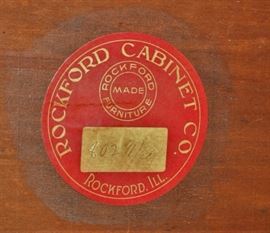 ROCKFORD CABINET CO.
ROCKFORD
MADE
FURNITURE
ROCKFORD, ILL.